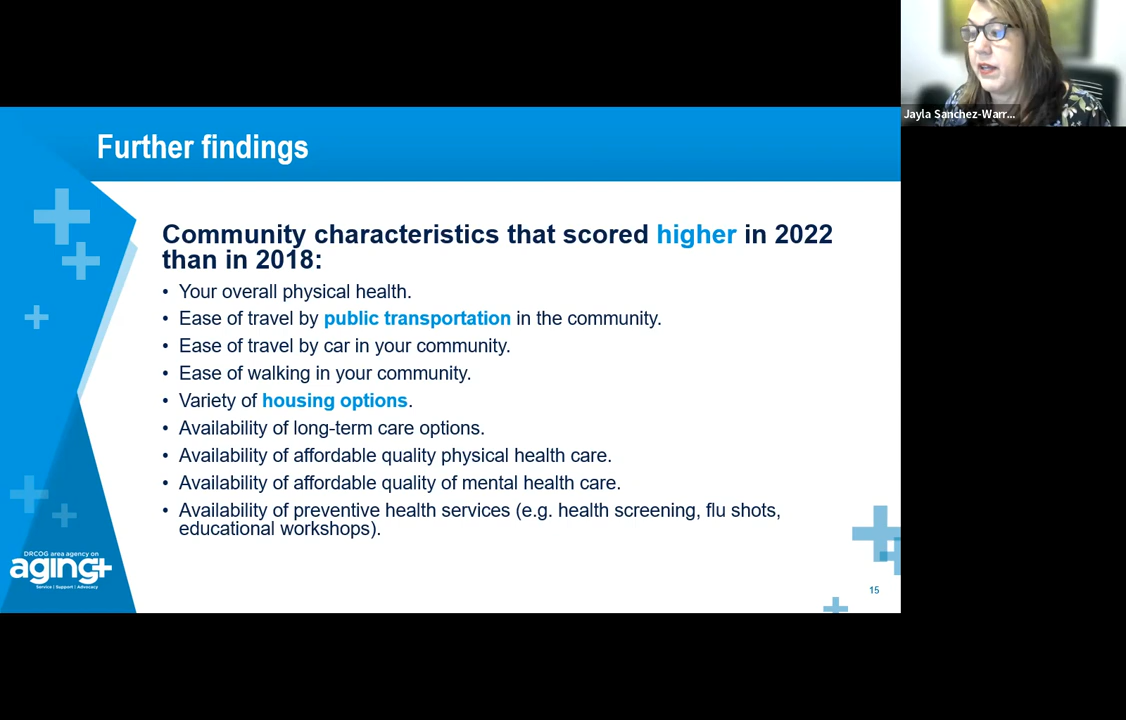 Jayla Sanchez-Warr...
Further findings
Community characteristics that scored higher in 2022
than in 2018:
• Your overall physical health.
• Ease of travel by public transportation in the community.
• Ease of travel by car in your community.
• Ease of walking in your community.
• Variety of housing options.
• Availability of long-term care options.
• Availability of affordable quality physical health care.
• Availability of affordable quality of mental health care.
• Availability of preventive health services (e.g. health screening, flu shots,
educational workshops).
DRCOG area agency on
aging+
Service | Support | Advocacy
15